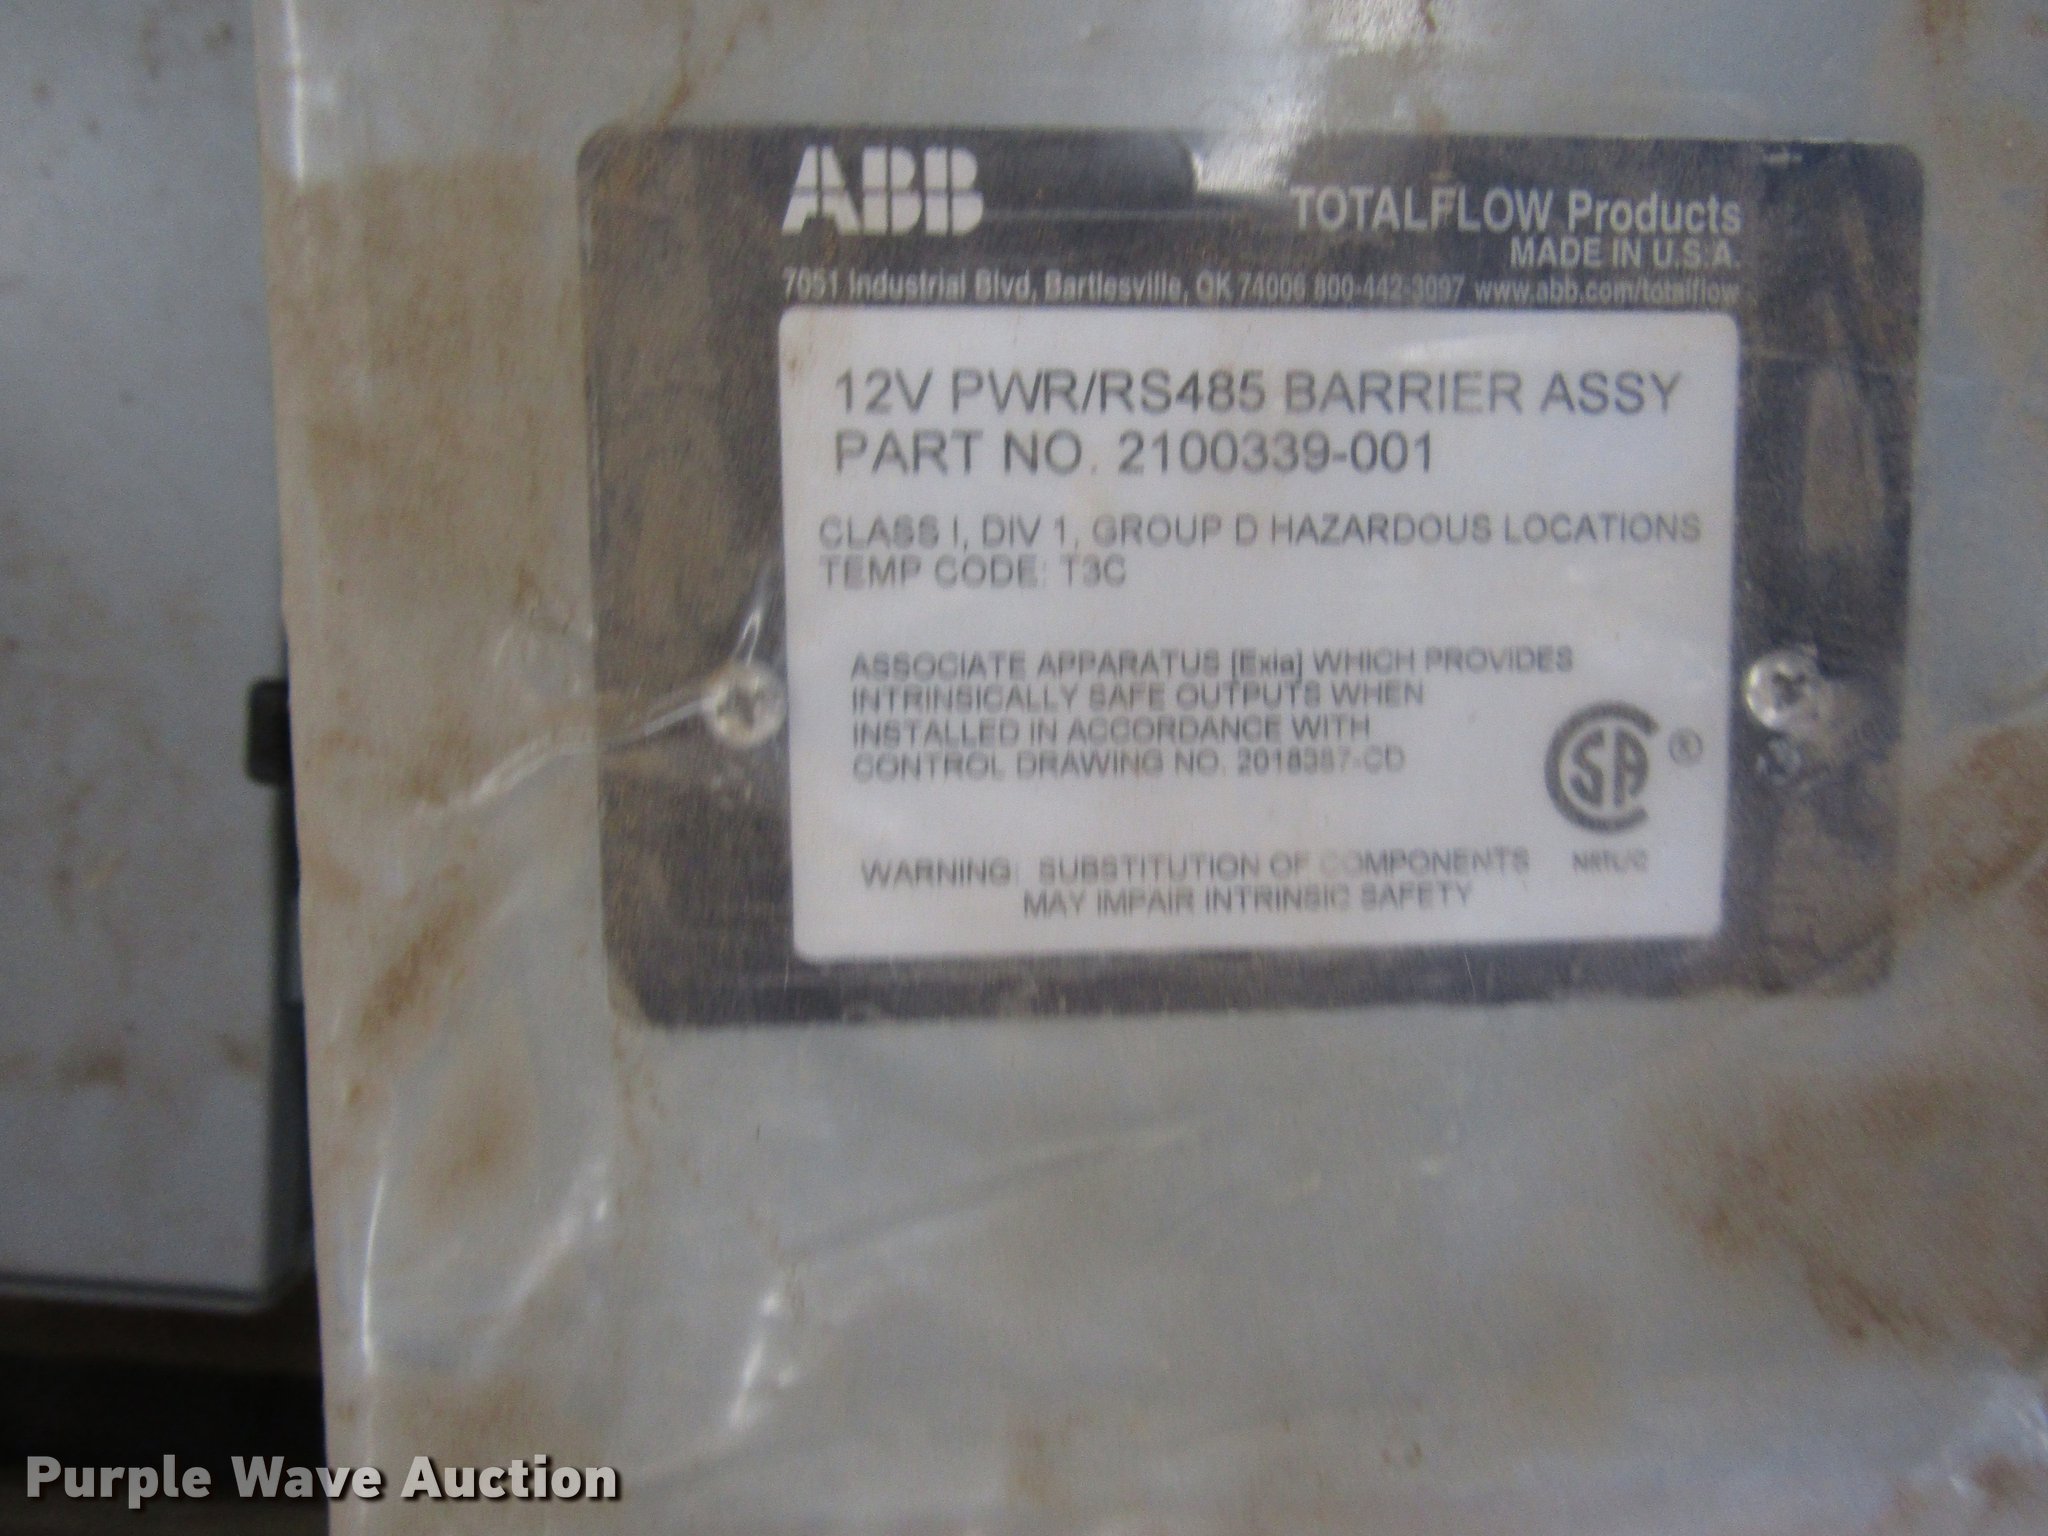 ABB
TOTALFLOW Products
MADE IN U.S.A.
7051 Industrial Blvd, Bartlesville, OK 74006 800-442-3097 www.abb.com/totalflow
12V PWR/RS485 BARRIER ASSY
PART NO. 2100339-001
CLASS I, DIV 1, GROUP D HAZARDOUS LOCATIONS
TEMP CODE: T3C
ASSOCIATE APPARATUS [Exia] WHICH PROVIDES
INTRINSICALLY SAFE OUTPUTS WHEN
INSTALLED IN ACCORDANCE WITH
CONTROL DRAWING NO. 2018387-CD
SA ®
NRTL/C
WARNING: SUBSTITUTION OF COMPONENTS
MAY IMPAIR INTRINSIC SAFETY
Purple Wave Auction